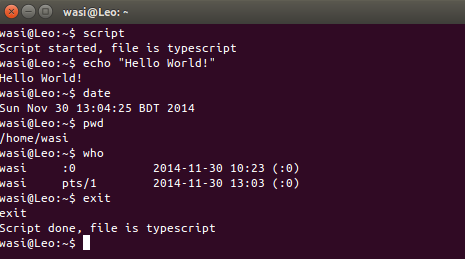 wasi@Leo: ~
wasi@Leo:~$ script
Script started, file is typescript
wasi@Leo:~$ echo "Hello World!"
Hello World!
wasi@Leo:~$ date
Sun Nov 30 13:04:25 BDT 2014
wasi@Leo:~$ pwd
/home/wasi
wasi@Leo:~$ who
wasi     :0           2014-11-30 10:23 (:0)
wasi     pts/1        2014-11-30 13:03 (:0)
wasi@Leo:~$ exit
exit
Script done, file is typescript
wasi@Leo:~$